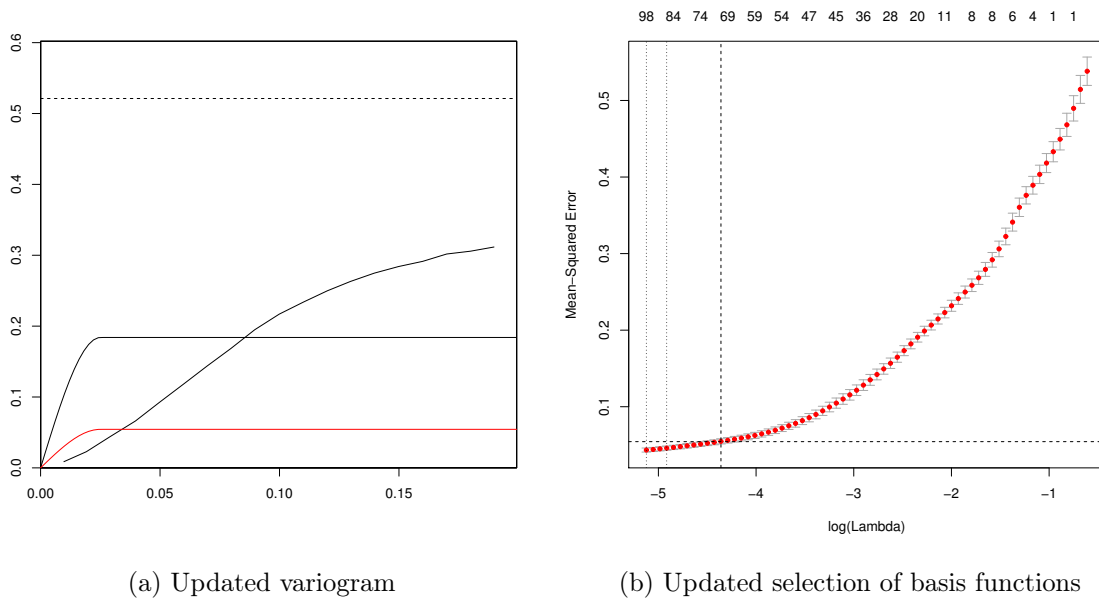 98 84 74 69 59 54 47 45 36 28 20 11 8 8 6 4 1 1
0.6
0.5
0.4
0.3
0.2
0.1
0.0
0.00 0.05 0.10 0.15
0.5
0.4
0.3
0.2
0.1
Mean−Squared Error
−5 −4 −3 −2 −1
log(Lambda)
(a) Updated variogram
(b) Updated selection of basis functions